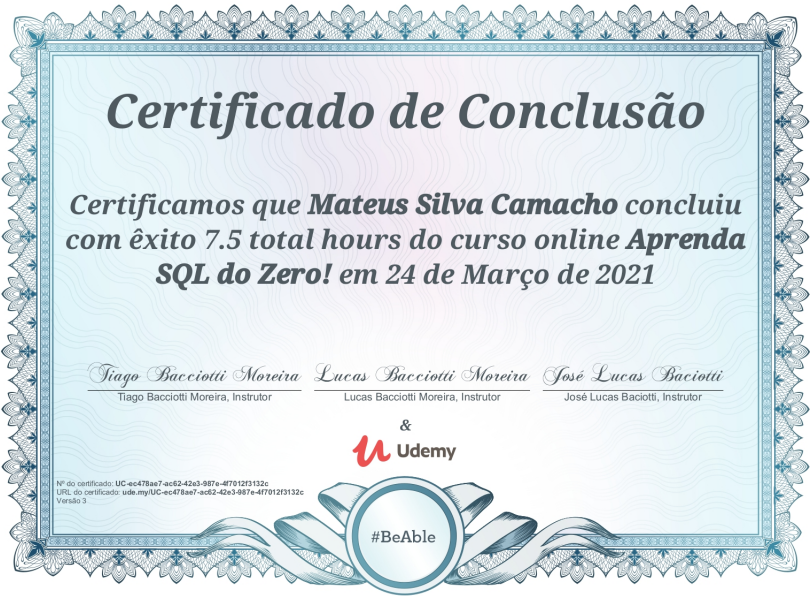 Certificado de Conclusão
Certificamos que Mateus Silva Camacho concluiu
com êxito 7.5 total hours do curso online Aprenda
SQL do Zero! em 24 de Março de 2021
Tiago Bacciotti Moreira Lucas Bacciotti Moreira José Lucas Baciotti
Tiago Bacciotti Moreira, Instrutor Lucas Bacciotti Moreira, Instrutor José Lucas Baciotti, Instrutor
&
Udemy
Nº do certificado: UC-ec478ae7-ac62-42e3-987e-4f7012f3132c
URL do certificado: ude.my/UC-ec478ae7-ac62-42e3-987e-4f7012f3132c
Versão 3
#BeAble